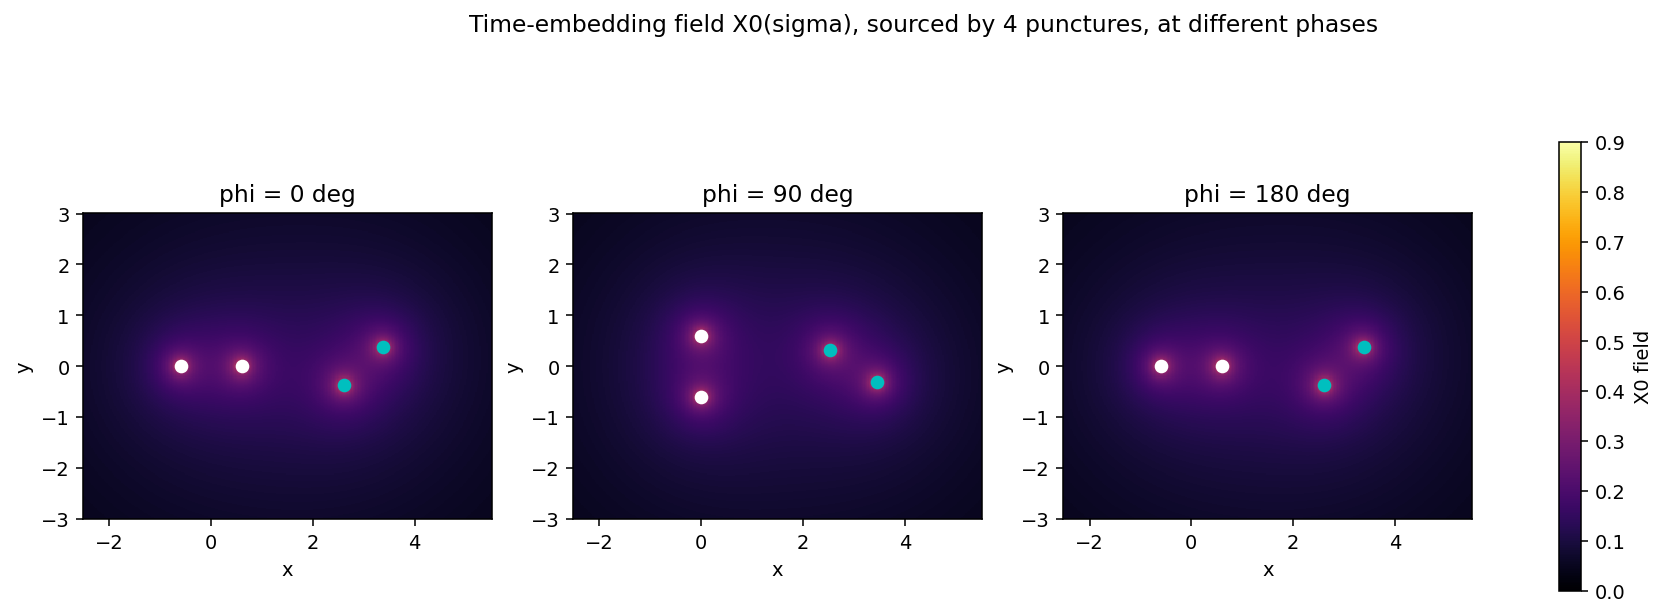 Time-embedding field X0(sigma), sourced by 4 punctures, at different phases
phi = 0 deg
3
2
1
0
−1
−2
−3
y
−2 0 2 4
x
phi = 90 deg
3
2
1
0
−1
−2
−3
y
−2 0 2 4
x
phi = 180 deg
3
2
1
0
−1
−2
−3
y
−2 0 2 4
x
0.9
0.8
0.7
0.6
0.5
0.4
0.3
0.2
0.1
0.0
X0 field